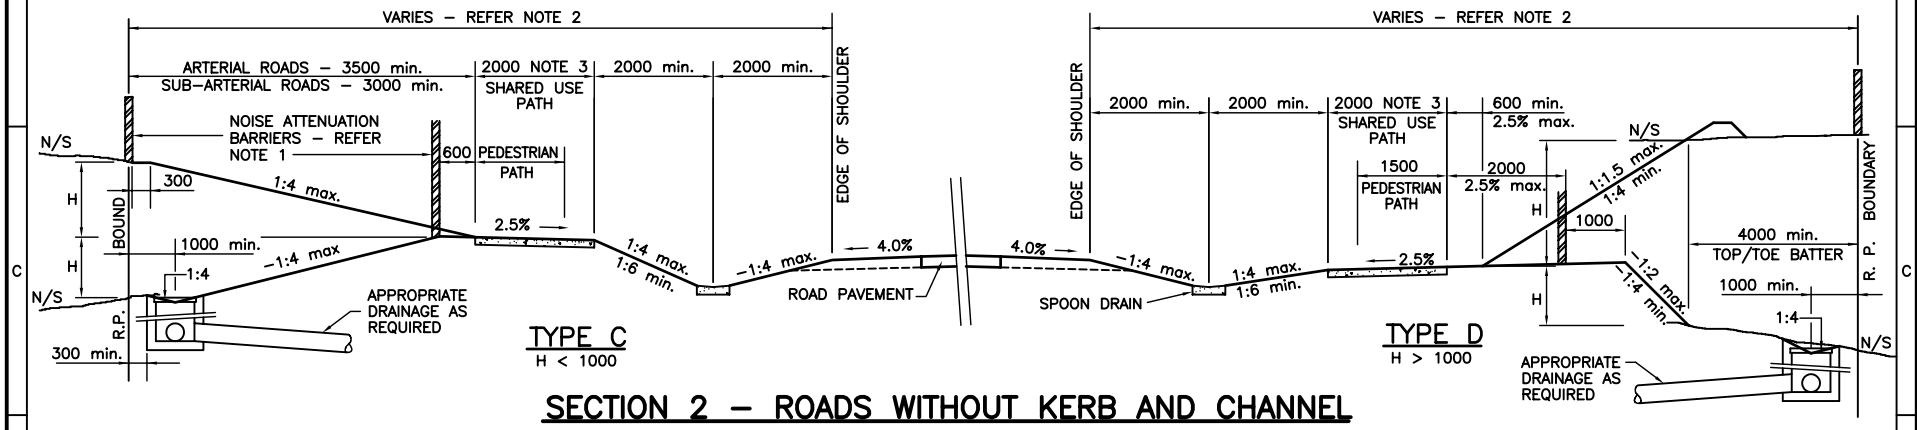 VARIES – REFER NOTE 2
VARIES – REFER NOTE 2
ARTERIAL ROADS – 3500 min.
SUB-ARTERIAL ROADS – 3000 min.
2000 NOTE 3
SHARED USE
PATH
2000 min.
2000 min.
EDGE OF SHOULDER
EDGE OF SHOULDER
2000 min.
2000 min.
2000 NOTE 3
SHARED USE
PATH
600 min.
2.5% max.
N/S
N/S
NOISE ATTENUATION
BARRIERS – REFER
NOTE 1
600
PEDESTRIAN
PATH
1500
PEDESTRIAN
PATH
2000
2.5% max.
1:1.5 max.
1:4 min.
R. P. BOUNDARY
300
H
1:4 max.
2.5%
H
1000
R.P. BOUND
1000 min.
H
-1:4 max
1:4
1:4 max.
1:6 min.
-1:4 max.
4.0%
4.0%
-1:4 max.
1:4 max.
1:6 min.
2.5%
4000 min.
TOP/TOE BATTER
-1:2 max.
-1:4 min.
H
1000 min.
1:4
N/S
N/S
ROAD PAVEMENT
SPOON DRAIN
APPROPRIATE
DRAINAGE AS
REQUIRED
300 min.
TYPE C
H < 1000
TYPE D
H > 1000
APPROPRIATE
DRAINAGE AS
REQUIRED
C
C
SECTION 2 – ROADS WITHOUT KERB AND CHANNEL